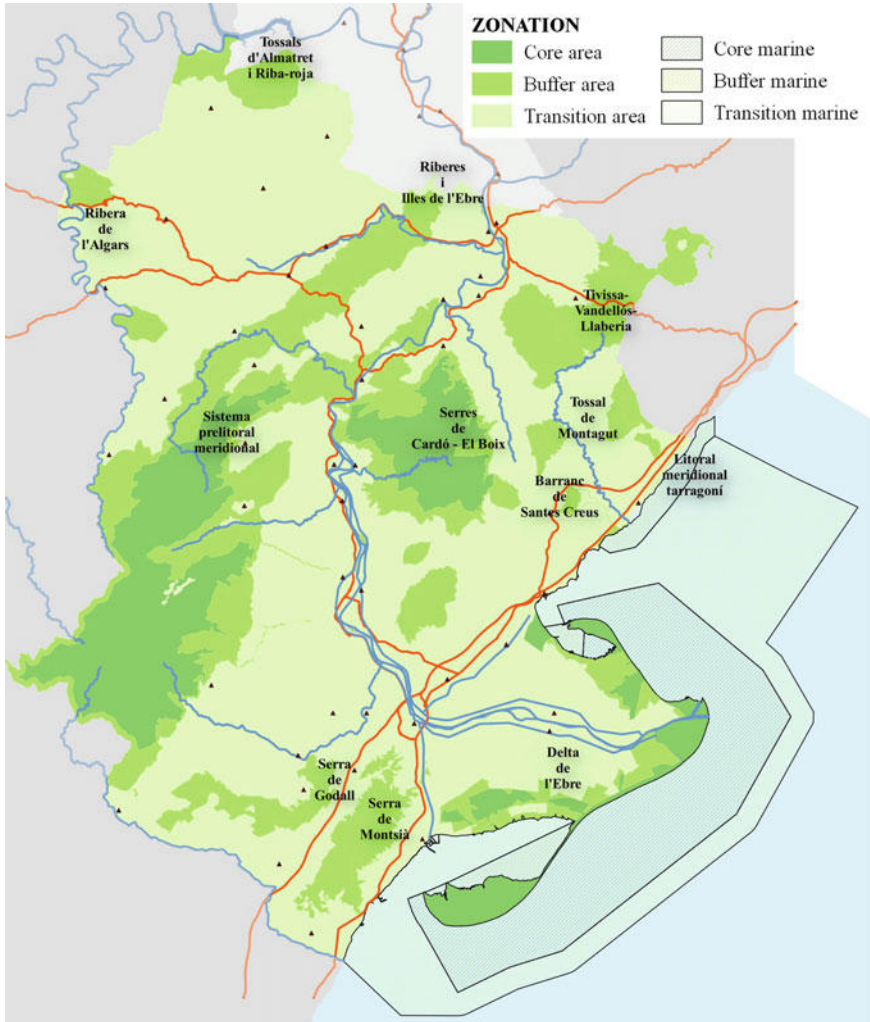 ZONATION
Core area
Buffer area
Transition area
Core marine
Buffer marine
Transition marine
Tossals
d'Almatret
i Riba-roja
Riberes
i
Illes de l'Ebre
Ribera
de
l'Algars
Tivissa-
Vandellós-
Llaberia
Sistema
prelitoral
meridional
Serres
de
Cardó - El Boix
Tossal
de
Montagut
Litoral
meridional
tarragoní
Barranc
de
Santes Creus
Delta
de
l'Ebre
Serra
de
Godall
Serra
de
Montsià